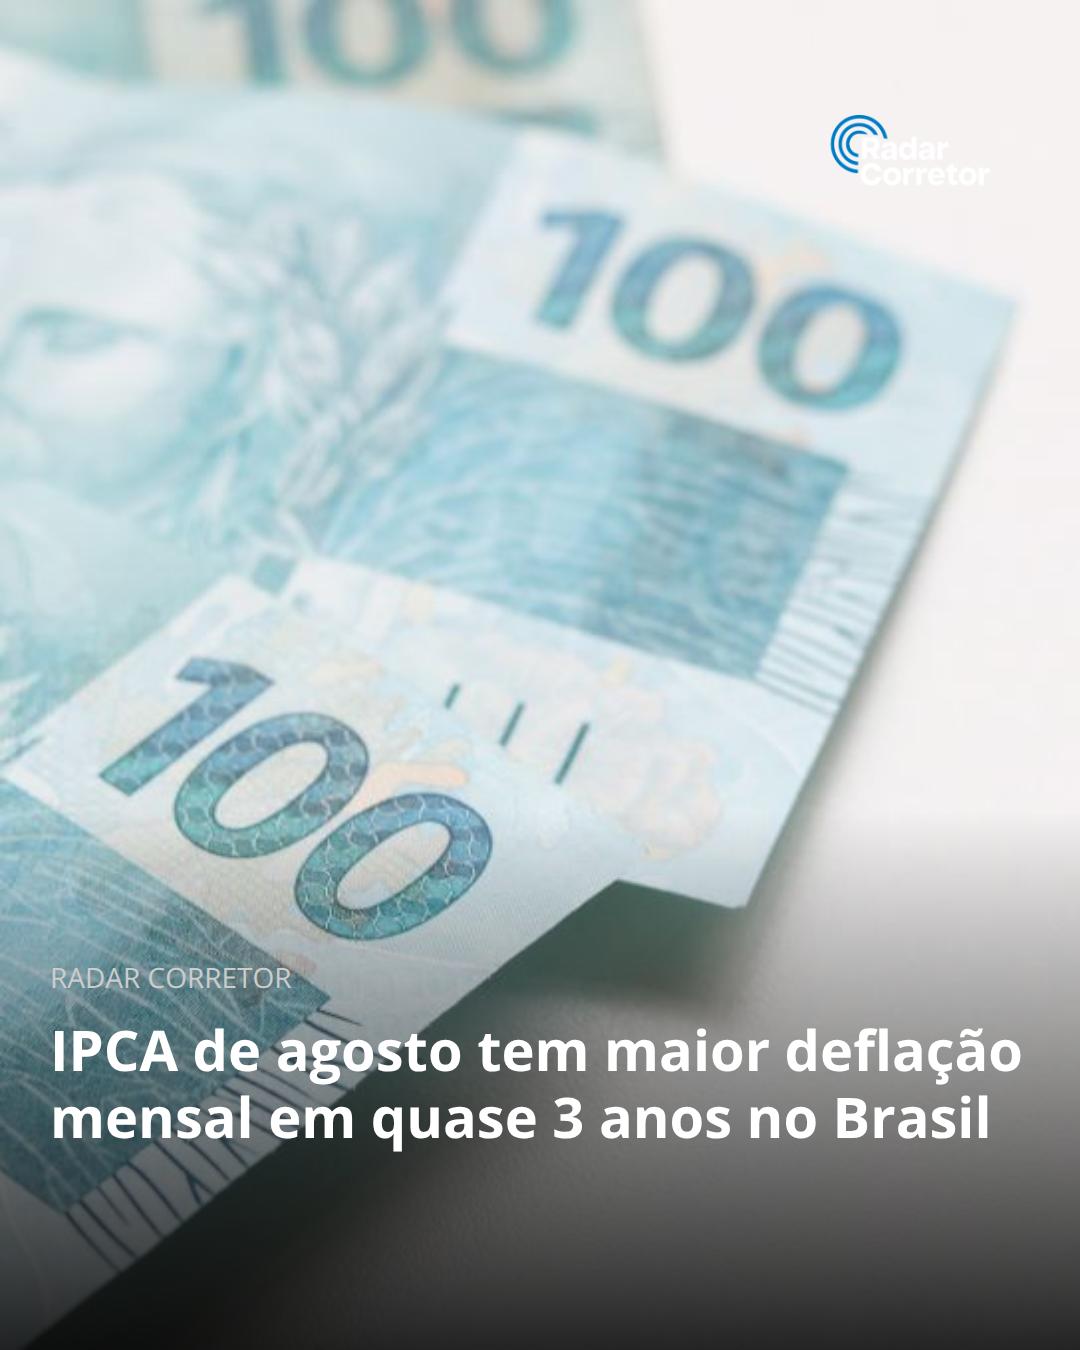 100
Radar
Corretor
100
100
RADAR CORRETOR
IPCA de agosto tem maior deflação
mensal em quase 3 anos no Brasil